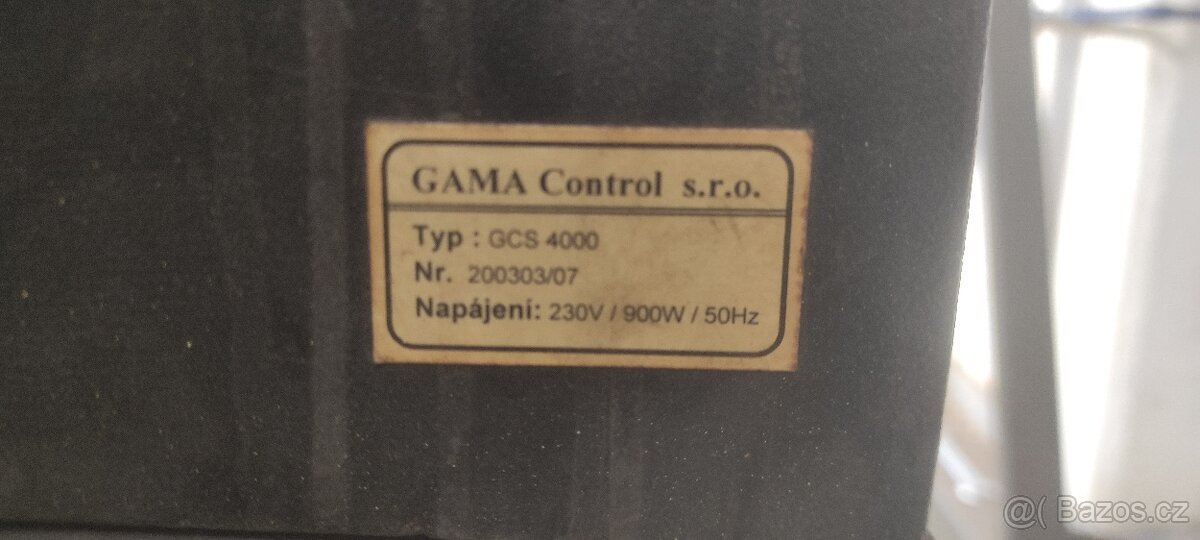 GAMA Control s.r.o.
Typ : GCS 4000
Nr. 200303/07
Napájení: 230V / 900W / 50Hz
@( Bazos.cz